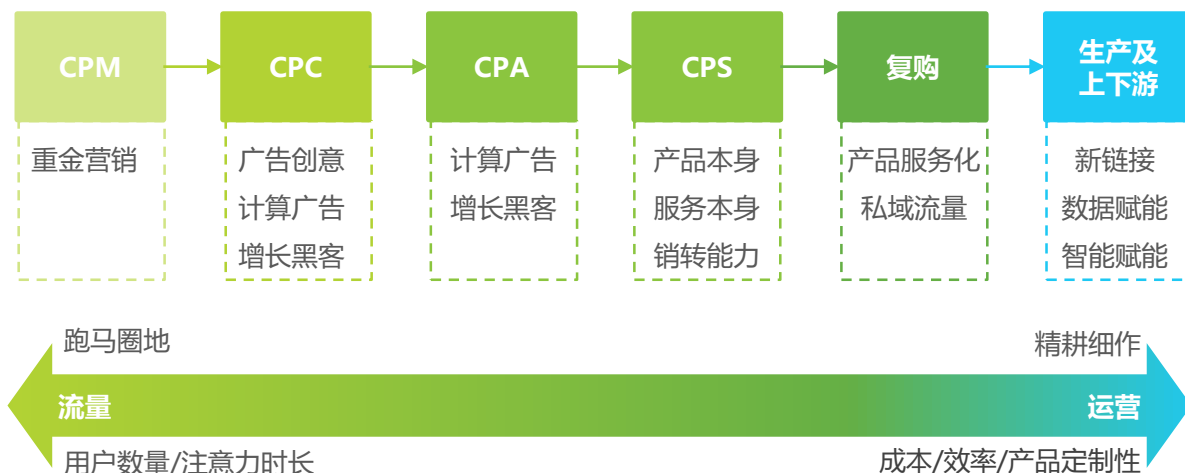 CPM
CPC
CPA
CPS
复购
生产及
上下游
重金营销
广告创意
计算广告
增长黑客
计算广告
增长黑客
产品本身
服务本身
销转能力
产品服务化
私域流量
新链接
数据赋能
智能赋能
跑马圈地
精耕细作
流量
运营
用户数量/注意力时长
成本/效率/产品定制性